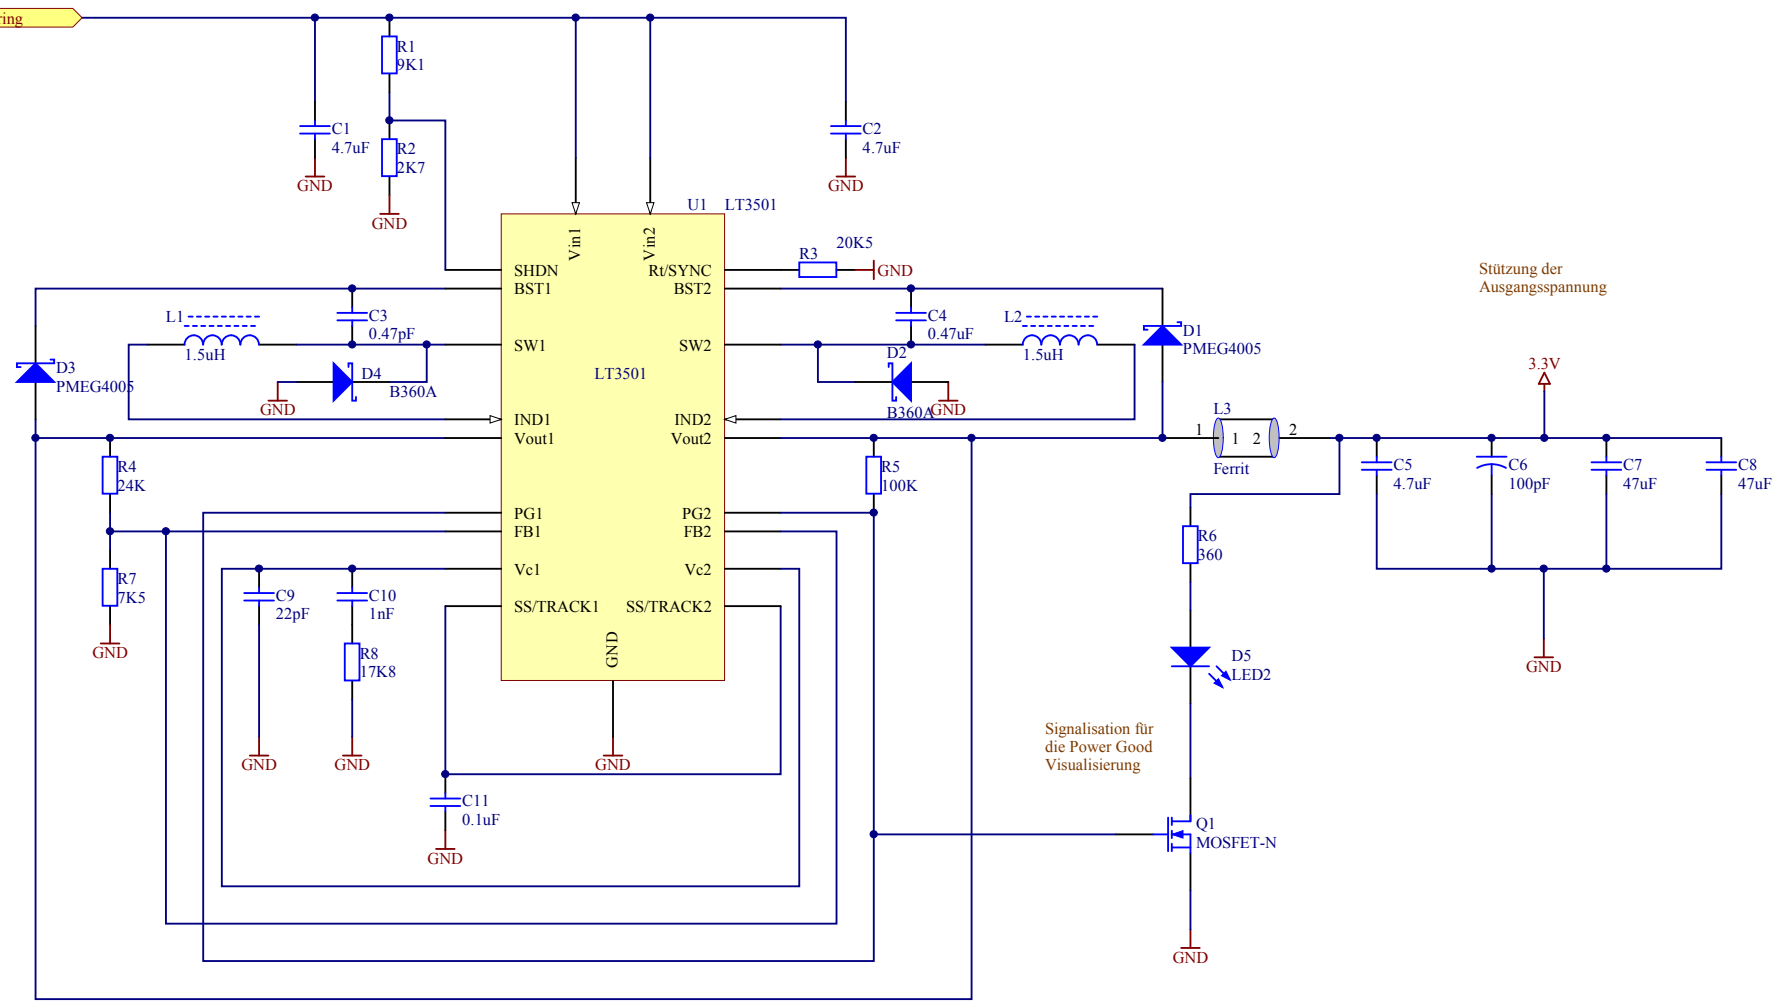 ring
R1
9K1
C1
4.7uF
GND
R2
2K7
GND
C2
4.7uF
GND
U1 LT3501
Vin1
Vin2
SHDN
BST1
SW1
IND1
Vout1
PG1
FB1
Vc1
SS/TRACK1
GND
LT3501
Rt/SYNC
BST2
SW2
IND2
Vout2
PG2
FB2
Vc2
SS/TRACK2
GND
R3
20K5
GND
L1
1.5uH
C3
0.47pF
D3
PMEG4005
D4
B360A
GND
C4
0.47uF
L2
1.5uH
D2
B360A
GND
D1
PMEG4005
R4
24K
R7
7K5
GND
C9
22pF
GND
C10
1nF
R8
17K8
GND
C11
0.1uF
GND
R5
100K
L3
1 1 2 2
Ferrit
Stützung der
Ausgangsspannung
3.3V
C5
4.7uF
C6
100pF
C7
47uF
C8
47uF
GND
R6
360
D5
LED2
Signalisation für
die Power Good
Visualisierung
Q1
MOSFET-N
GND